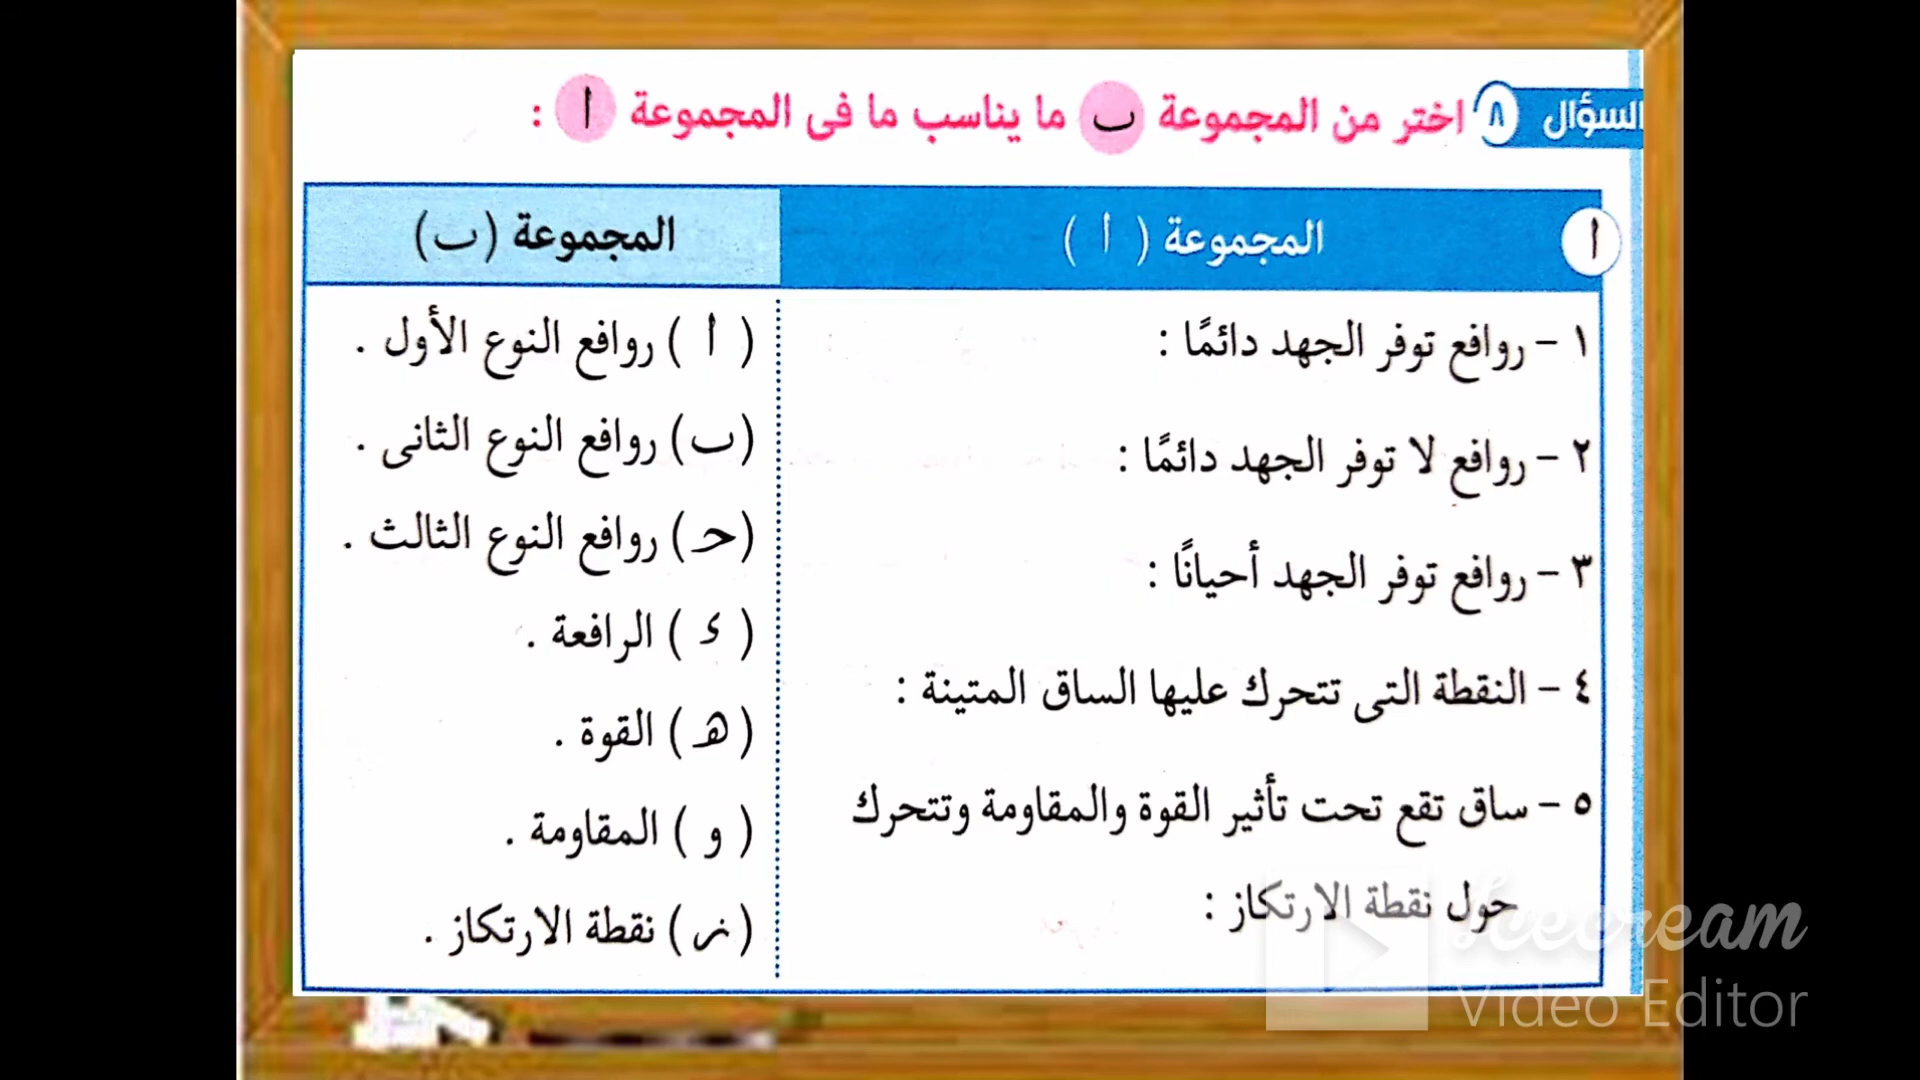 السؤال ٨ اختر من المجموعة ب ما يناسب ما فى المجموعة أ :
أ
المجموعة ( أ )
المجموعة (ب)
١ - روافع توفر الجهد دائمًا :
٢ - روافع لا توفر الجهد دائمًا :
٣ - روافع توفر الجهد أحيانًا :
٤ - النقطة التى تتحرك عليها الساق المتينة :
٥ - ساق تقع تحت تأثير القوة والمقاومة وتتحرك
حول نقطة الارتكاز :
( أ ) روافع النوع الأول .
(ب) روافع النوع الثانى .
(حـ) روافع النوع الثالث .
( ء ) الرافعة .
(هـ) القوة .
( و ) المقاومة .
(ز) نقطة الارتكاز .
Icecream
Video Editor